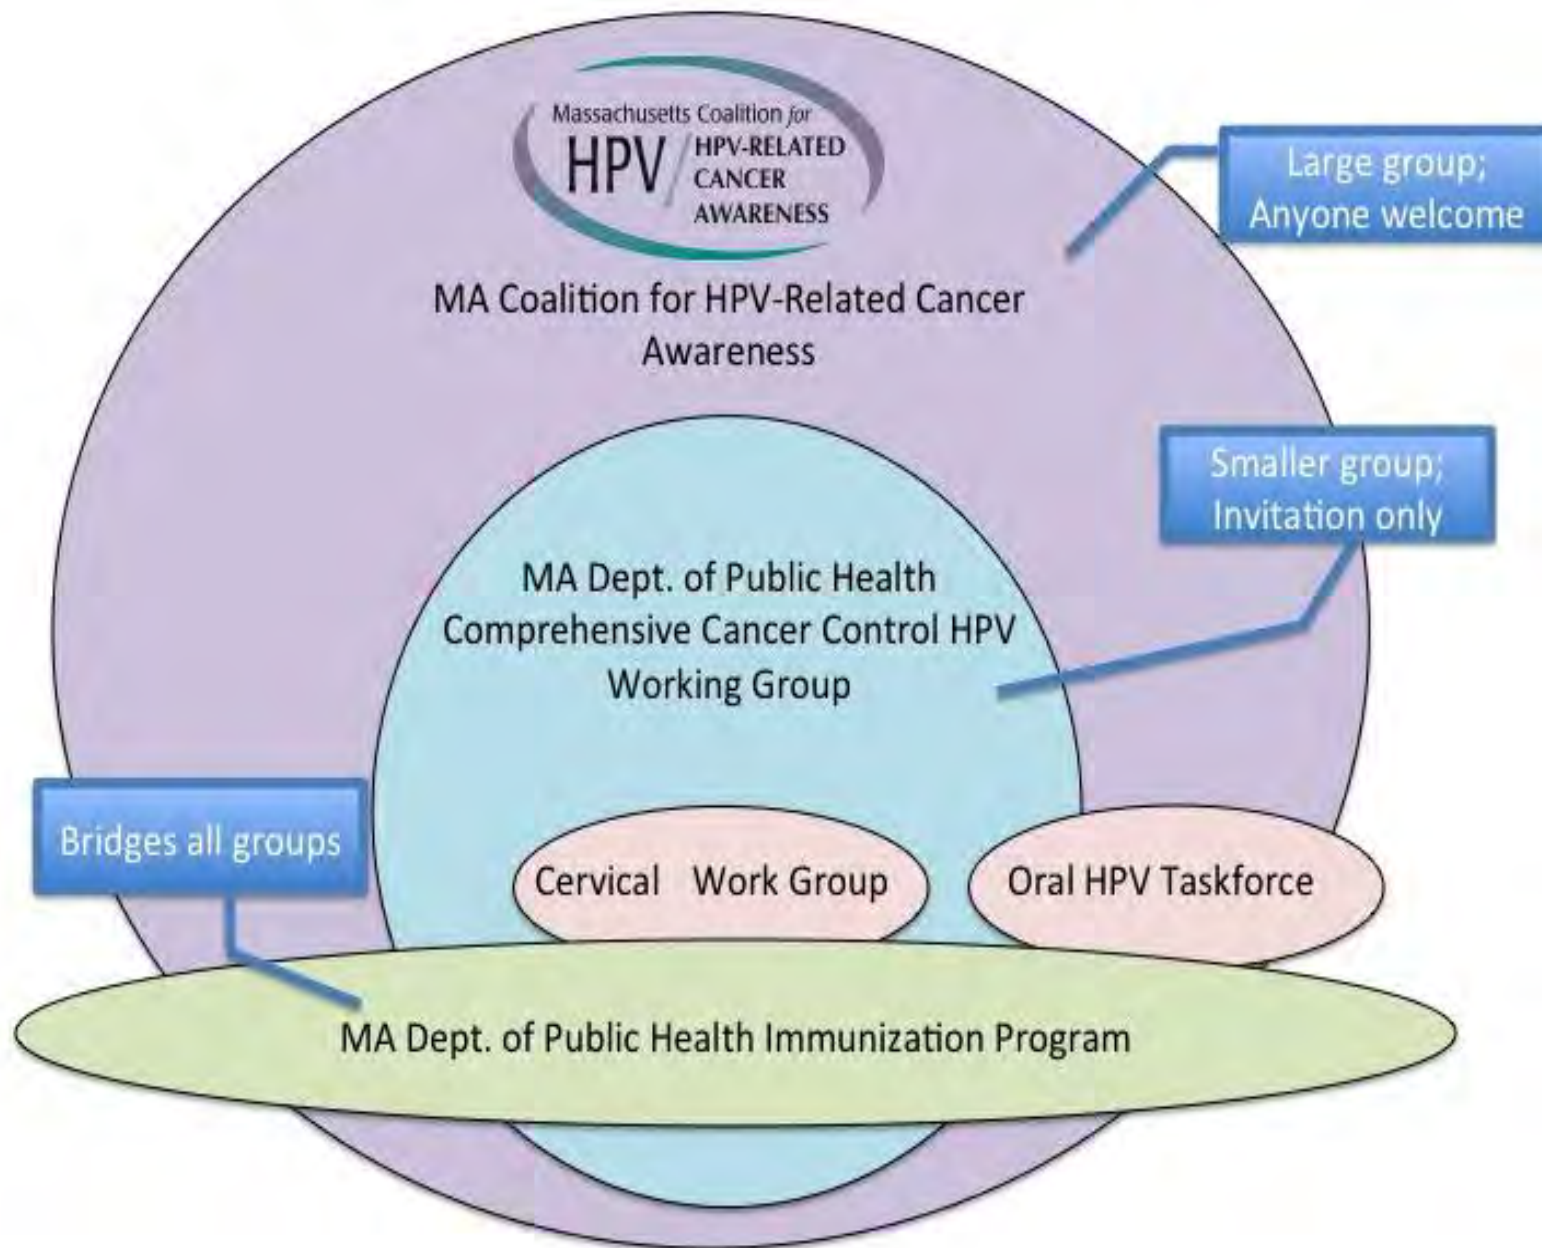 Massachusetts Coalition for
HPV/HPV-RELATED
CANCER
AWARENESS
Large group;
Anyone welcome
MA Coalition for HPV-Related Cancer
Awareness
Smaller group;
Invitation only
MA Dept. of Public Health
Comprehensive Cancer Control HPV
Working Group
Bridges all groups
Cervical Work Group
Oral HPV Taskforce
MA Dept. of Public Health Immunization Program